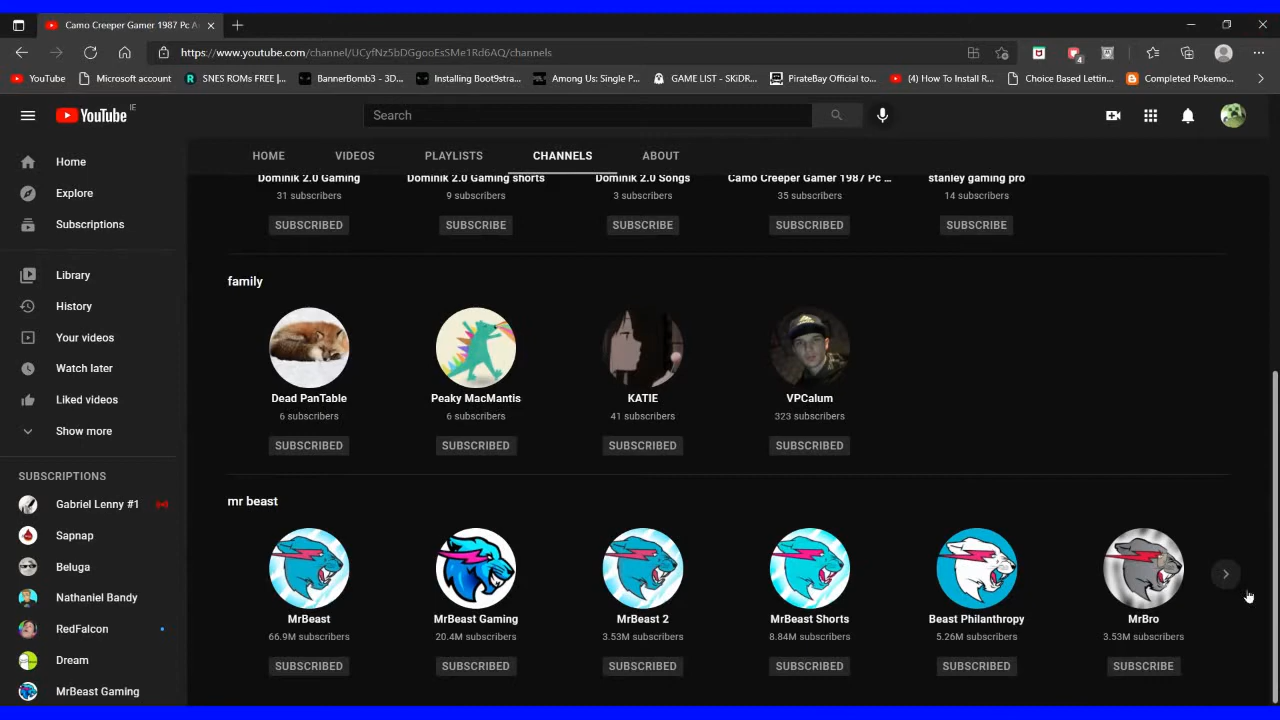 Camo Creeper Gamer 1987 Pc A
https://www.youtube.com/channel/UCyfNz5bDGgooEsSMe1Rd6AQ/channels
YouTube
Microsoft account
SNES ROMs FREE |...
BannerBomb3 - 3D...
Installing Boot9stra...
Among Us: Single P...
GAME LIST - SKiDR...
PirateBay Official to...
(4) How To Install R...
Choice Based Lettin...
Completed Pokemo...
4
YouTube IE
Search
HOME
VIDEOS
PLAYLISTS
CHANNELS
ABOUT
Home
Explore
Subscriptions
Library
History
Your videos
Watch later
Liked videos
Show more
SUBSCRIPTIONS
Gabriel Lenny #1
Sapnap
Beluga
Nathaniel Bandy
RedFalcon
Dream
MrBeast Gaming
Dominik 2.0 Gaming
31 subscribers
SUBSCRIBED
Dominik 2.0 Gaming shorts
9 subscribers
SUBSCRIBE
Dominik 2.0 Songs
3 subscribers
SUBSCRIBE
Camo Creeper Gamer 1987 Pc ...
35 subscribers
SUBSCRIBED
stanley gaming pro
14 subscribers
SUBSCRIBE
family
Dead PanTable
6 subscribers
SUBSCRIBED
Peaky MacMantis
6 subscribers
SUBSCRIBED
KATIE
41 subscribers
SUBSCRIBED
VPCalum
323 subscribers
SUBSCRIBED
mr beast
MrBeast
66.9M subscribers
SUBSCRIBED
MrBeast Gaming
20.4M subscribers
SUBSCRIBED
MrBeast 2
3.53M subscribers
SUBSCRIBED
MrBeast Shorts
8.84M subscribers
SUBSCRIBED
Beast Philanthropy
5.26M subscribers
SUBSCRIBED
MrBro
3.53M subscribers
SUBSCRIBE